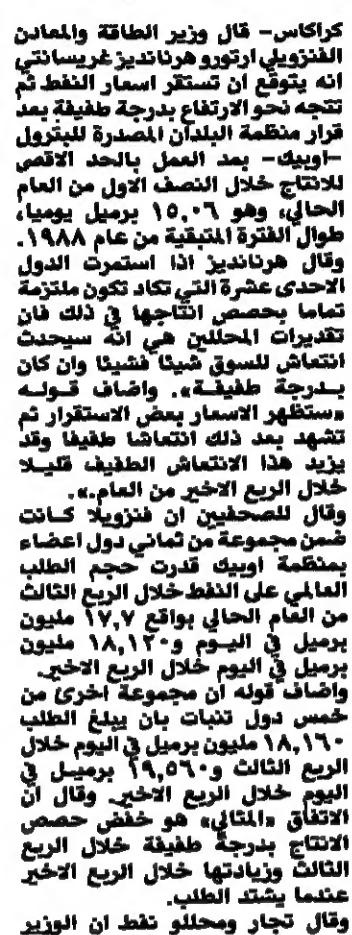 كراكاس- قال وزير الطاقة والمعادن
الفنزويلي ارتورو هرنانديز غريسانتي
انه يتوقع ان تستقر اسعار النفط ثم
تتجه نحو الارتفاع بدرجة طفيفة بعد
قرار منظمة البلدان المصدرة للبترول
-اوبيك- بمد العمل بالحد الاقصى
للانتاج خلال النصف الاول من العام
الحالي، وهو ١٥,٠٦ برميل يوميا،
طوال الفترة المتبقية من عام ١٩٨٨.
وقال هرنانديز اذا استمرت الدول
الاحدى عشرة التي تكاد تكون ملتزمة
تماما بحصص انتاجها في ذلك فان
تقديرات المحللين هي انه سيحدث
انتعاش للسوق شيئا فشيئا وان كان
بدرجة طفيفة». واضاف قوله
«ستظهر الاسعار بعض الاستقرار ثم
تشهد بعد ذلك انتعاشا طفيفا وقد
يزيد هذا الانتعاش الطفيف قليلا
خلال الربع الاخير من العام.».
وقال للصحفيين ان فنزويلا كانت
ضمن مجموعة من ثماني دول اعضاء
بمنظمة اوبيك قدرت حجم الطلب
العالمي على النفط خلال الربع الثالث
من العام الحالي بواقع ١٧,٧ مليون
برميل في اليوم و١٨,١٢٠ مليون
برميل في اليوم خلال الربع الاخير.
واضاف قوله ان مجموعة اخرى من
خمس دول تنبات بان يبلغ الطلب
١٨,١٦٠ مليون برميل في اليوم خلال
الربع الثالث و١٩,٥٦٠ برميل في
اليوم خلال الربع الاخير. وقال ان
الاتفاق «المثالي» هو خفض حصص
الانتاج بدرجة طفيفة خلال الربع
الثالث وزيادتها خلال الربع الاخير
عندما يشتد الطلب.
وقال تجار ومحللو نفط ان الوزير